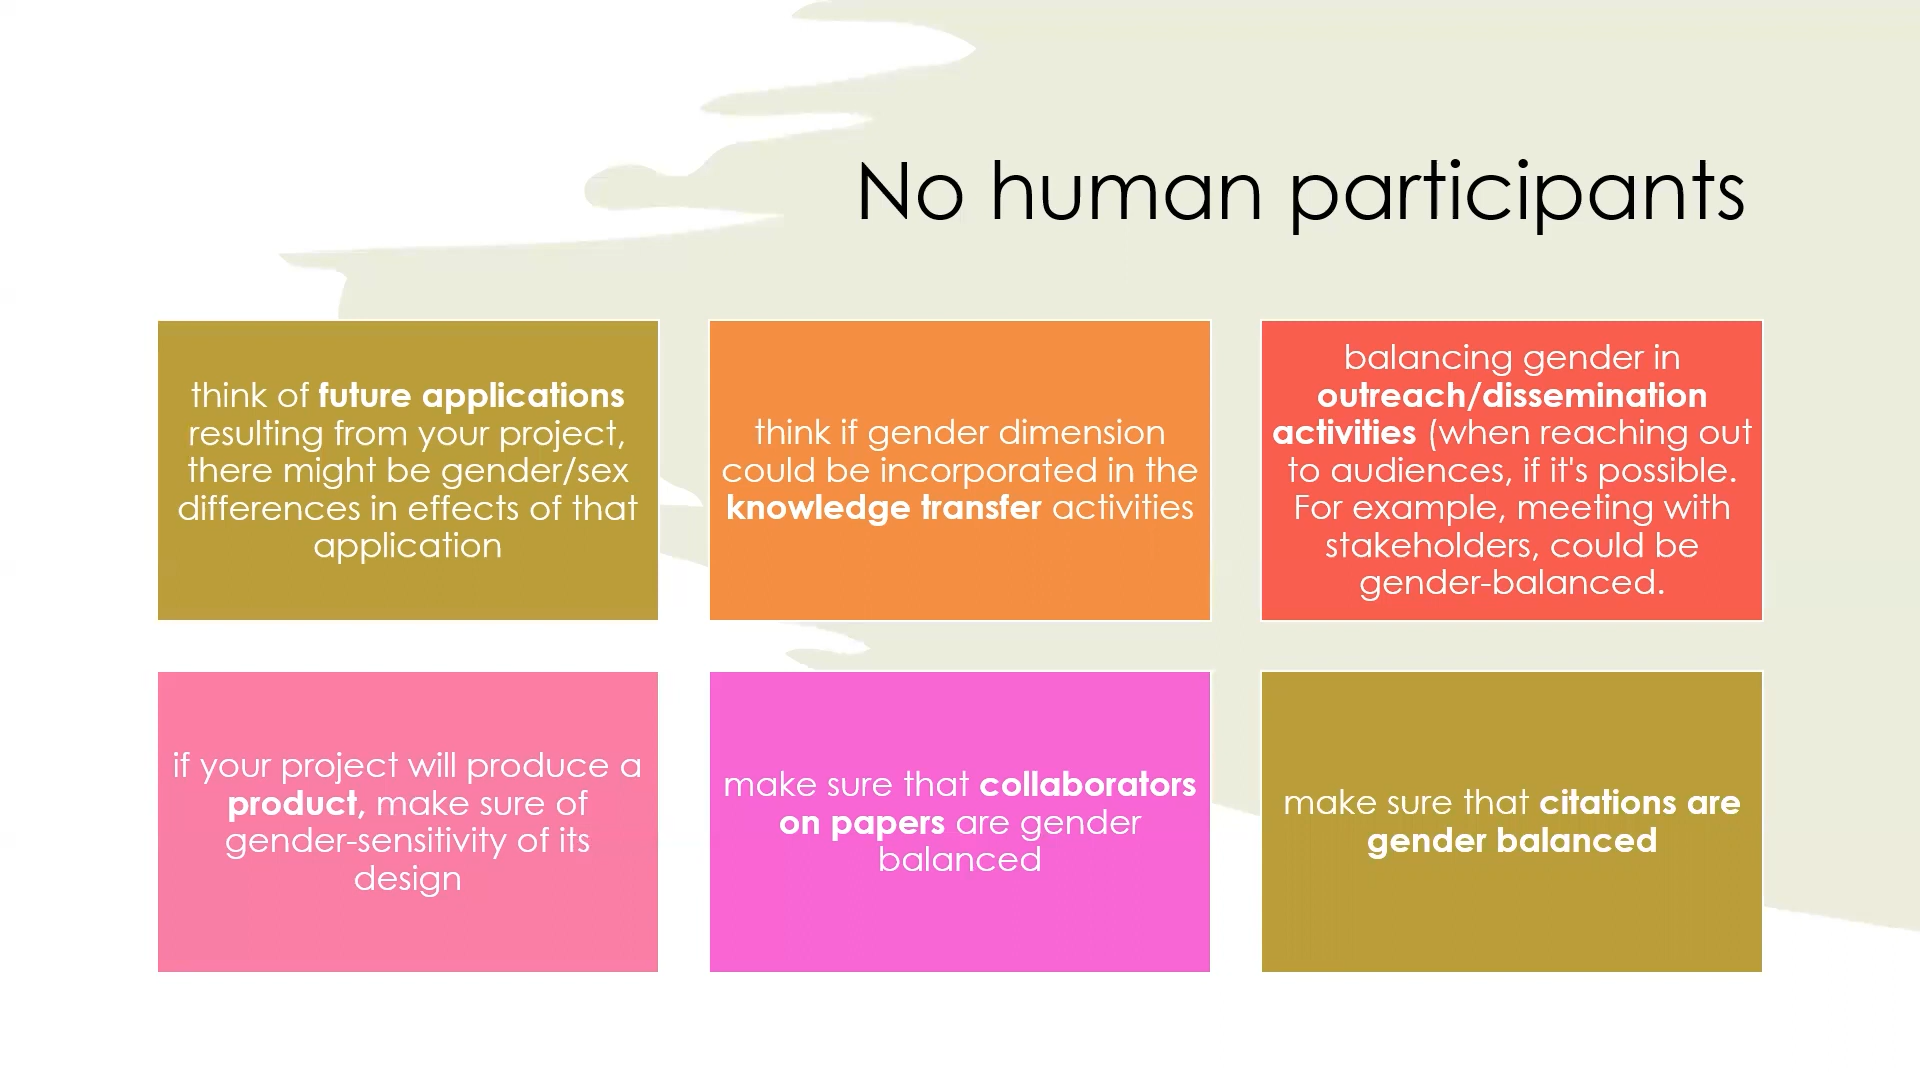 No human participants
think of future applications
resulting from your project,
there might be gender/sex
differences in effects of that
application
think if gender dimension
could be incorporated in the
knowledge transfer activities
balancing gender in
outreach/dissemination
activities (when reaching out
to audiences, if it's possible.
For example, meeting with
stakeholders, could be
gender-balanced.
if your project will produce a
product, make sure of
gender-sensitivity of its
design
make sure that collaborators
on papers are gender
balanced
make sure that citations are
gender balanced